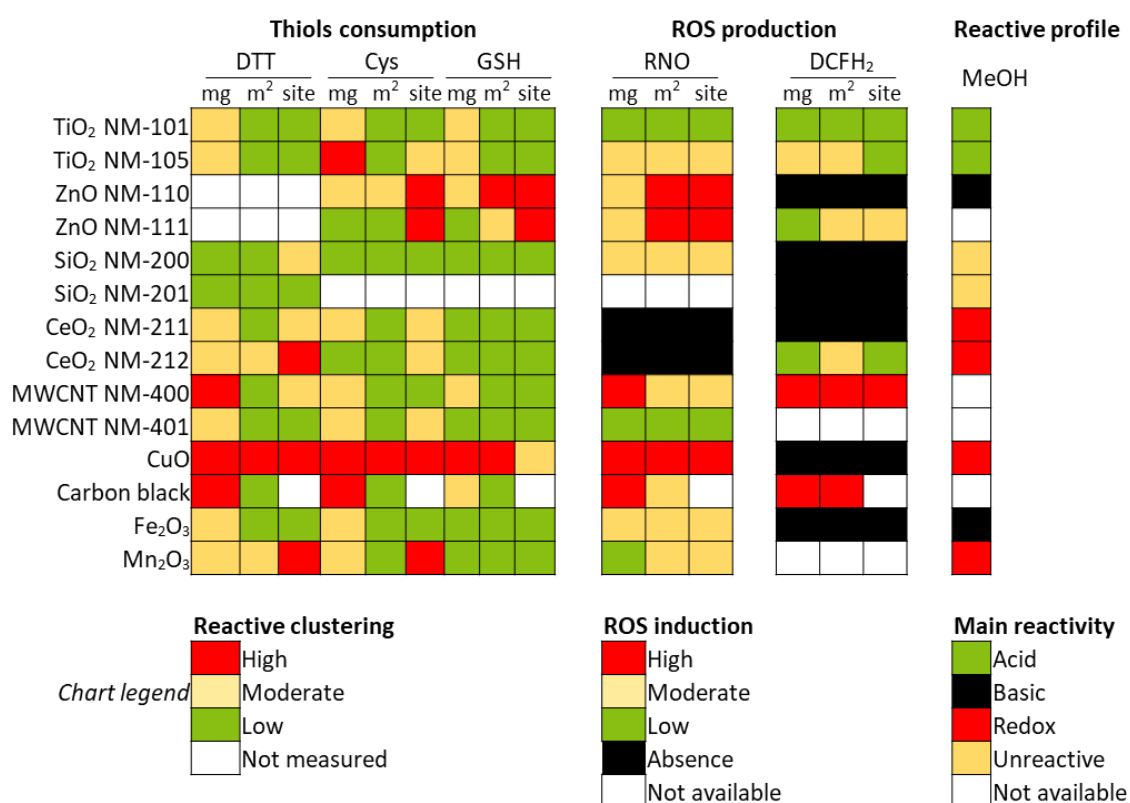 Thiols consumption ROS production Reactive profile
DTT Cys GSH RNO DCFH₂ MeOH
mg m² site mg m² site mg m² site mg m² site mg m² site
TiO₂ NM-101
TiO₂ NM-105
ZnO NM-110
ZnO NM-111
SiO₂ NM-200
SiO₂ NM-201
CeO₂ NM-211
CeO₂ NM-212
MWCNT NM-400
MWCNT NM-401
CuO
Carbon black
Fe₂O₃
Mn₂O₃
Reactive clustering ROS induction Main reactivity
High High Acid
Chart legend Moderate Moderate Basic
Low Low Redox
Not measured Absence Unreactive
Not available Not available